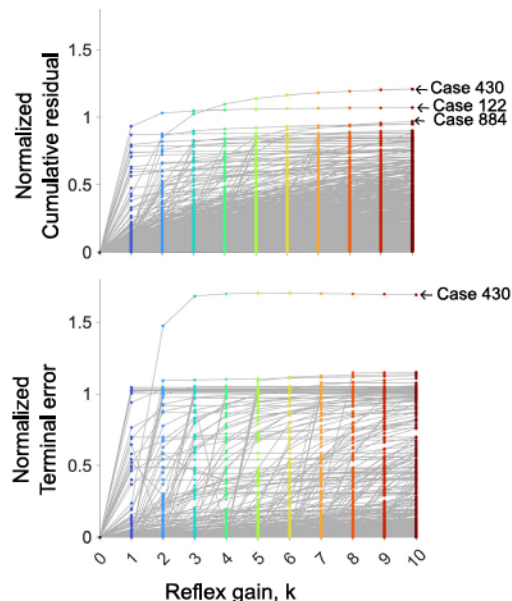 Normalized
Cumulative residual
1.5
1
0.5
0
← Case 430
← Case 122
← Case 884
Normalized
Terminal error
1.5
1
0.5
0
← Case 430
0 1 2 3 4 5 6 7 8 9 10
Reflex gain, k